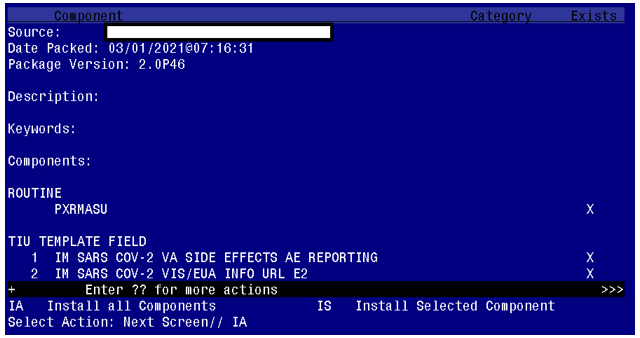 Component Category Exists
Source:
Date Packed: 03/01/2021@07:16:31
Package Version: 2.0P46
Description:
Keywords:
Components:
ROUTINE
PXRMASU X
TIU TEMPLATE FIELD
1 IM SARS COV-2 VA SIDE EFFECTS AE REPORTING X
2 IM SARS COV-2 VIS/EUA INFO URL E2 X
+ Enter ?? for more actions >>>
IA Install all Components IS Install Selected Component
Select Action: Next Screen// IA